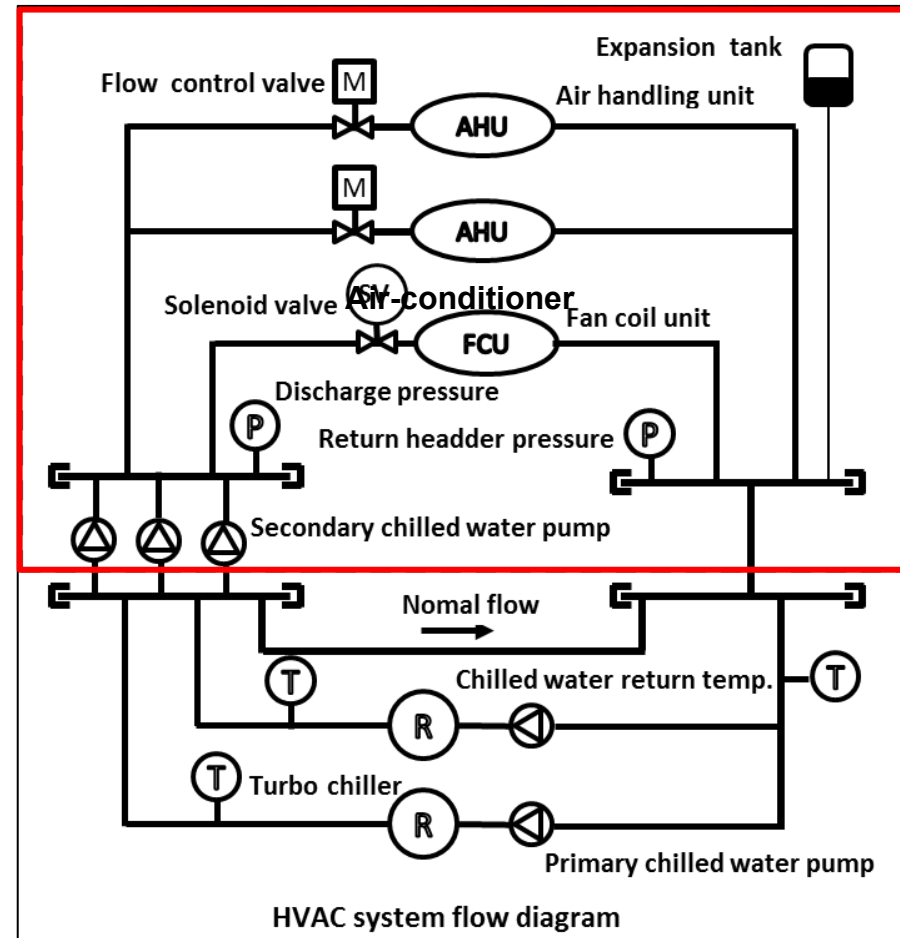 Expansion tank
Flow control valve
M
Air handling unit
AHU
M
AHU
SV
Air-conditioner
Solenoid valve
Fan coil unit
FCU
Discharge pressure
P
Return headder pressure
P
Secondary chilled water pump
Nomal flow
T
Chilled water return temp.
T
R
T
Turbo chiller
R
Primary chilled water pump
HVAC system flow diagram